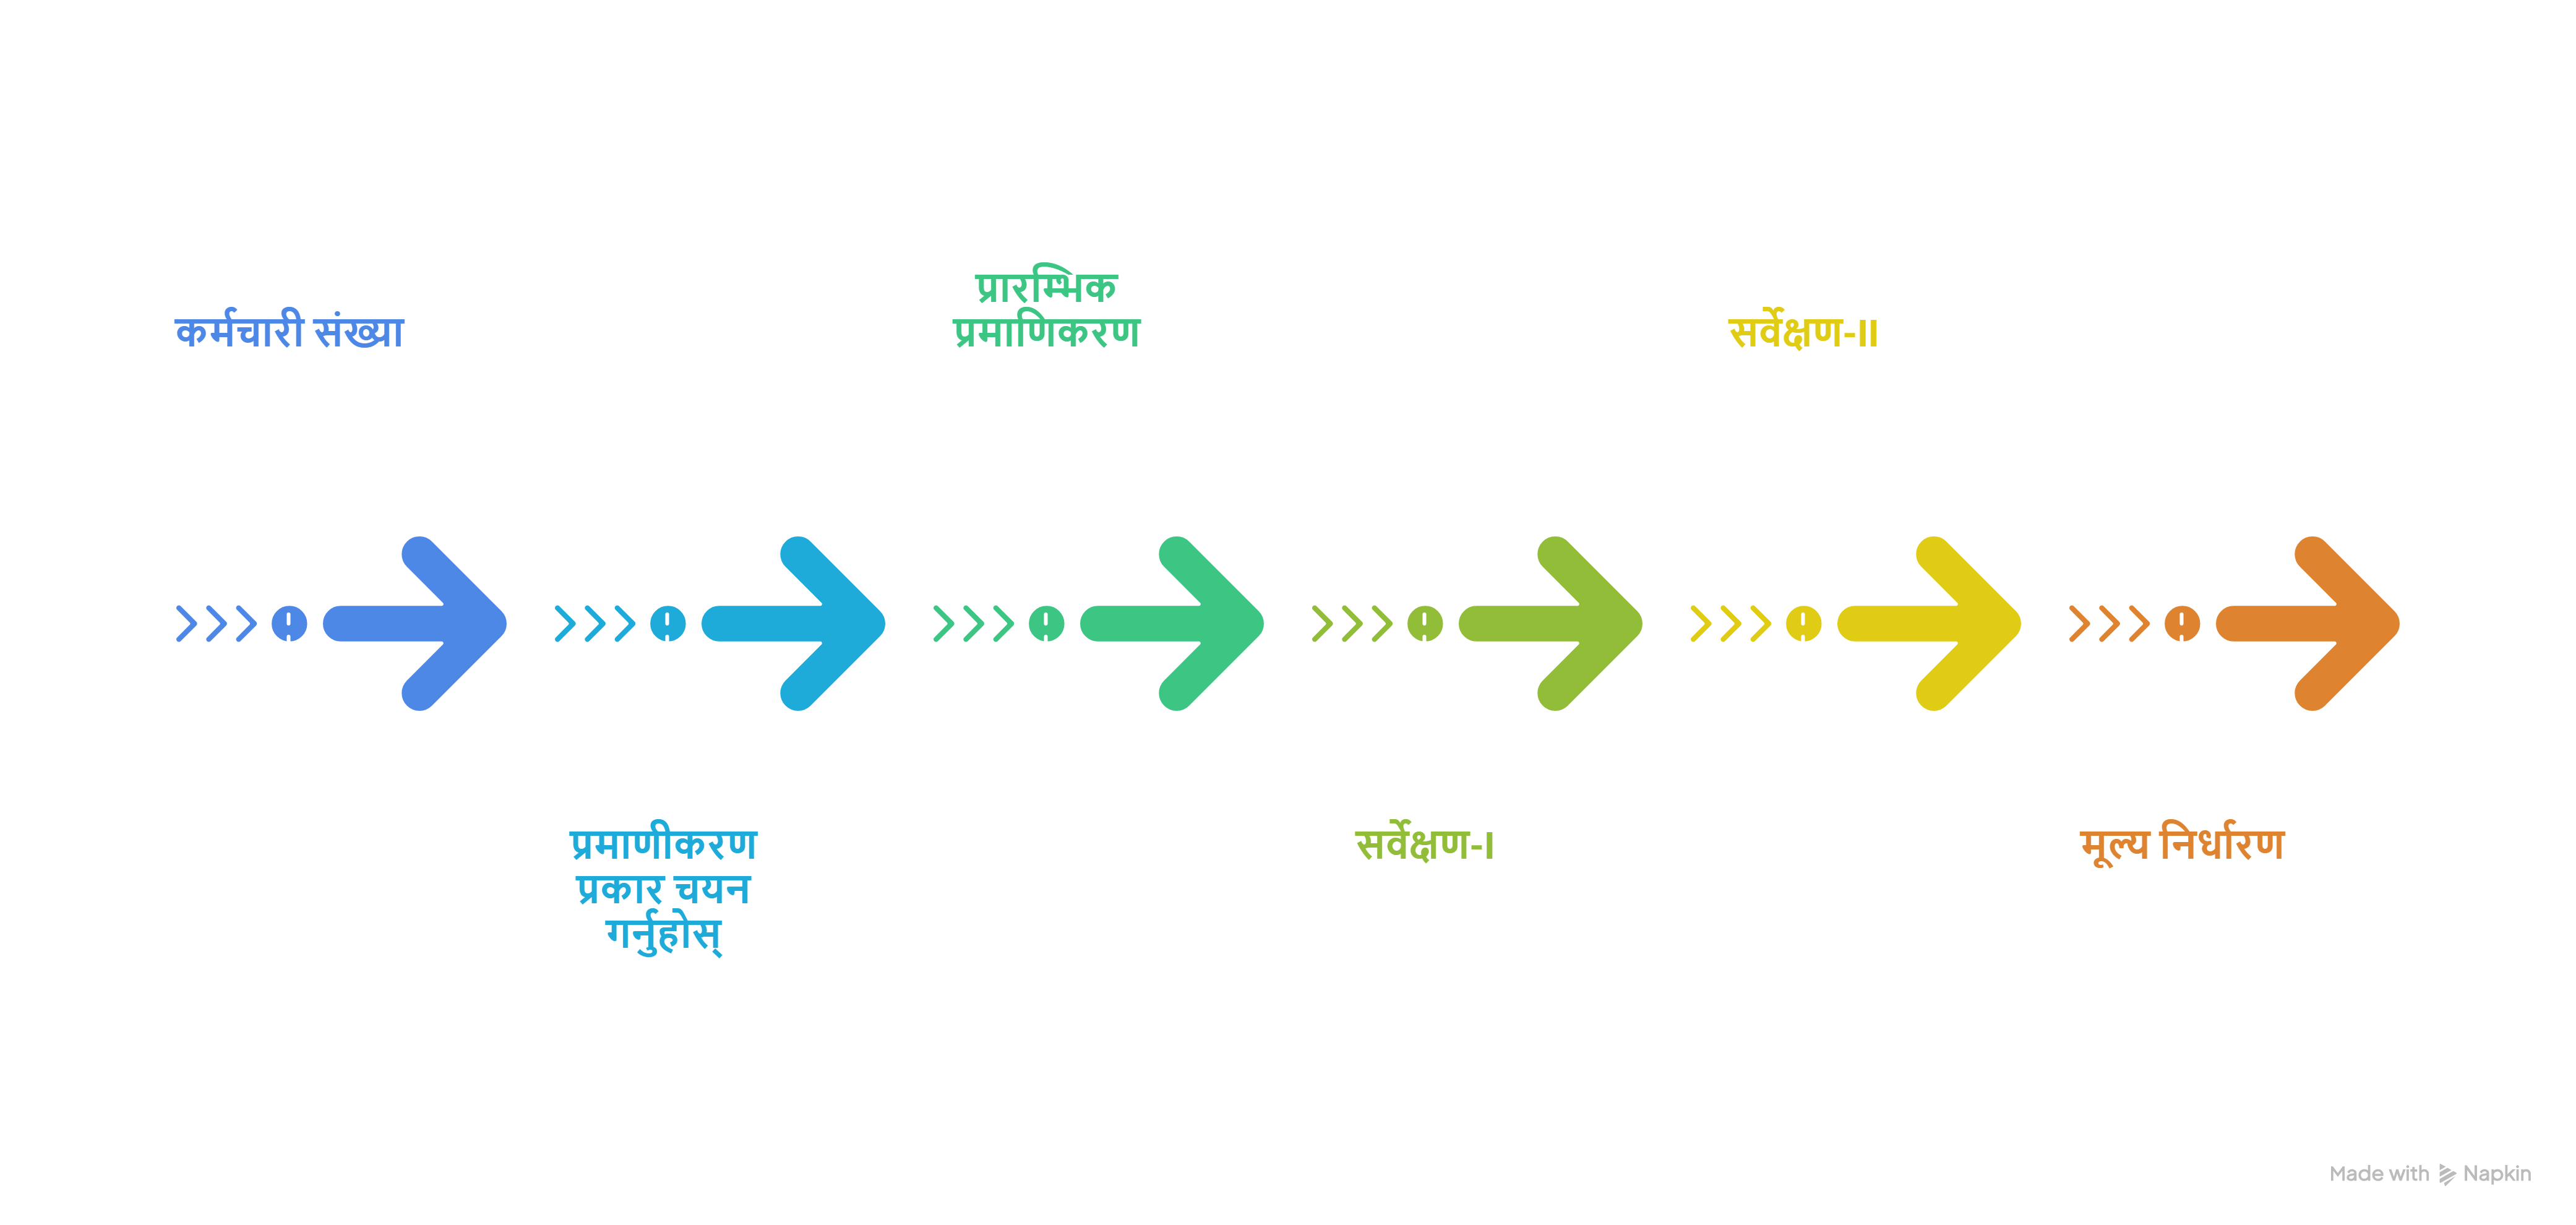 कर्मचारी संख्या
प्रमाणीकरण
प्रकार चयन
गर्नुहोस्
प्रारम्भिक
प्रमाणिकरण
सर्वेक्षण-I
सर्वेक्षण-II
मूल्य निर्धारण
Made with Napkin